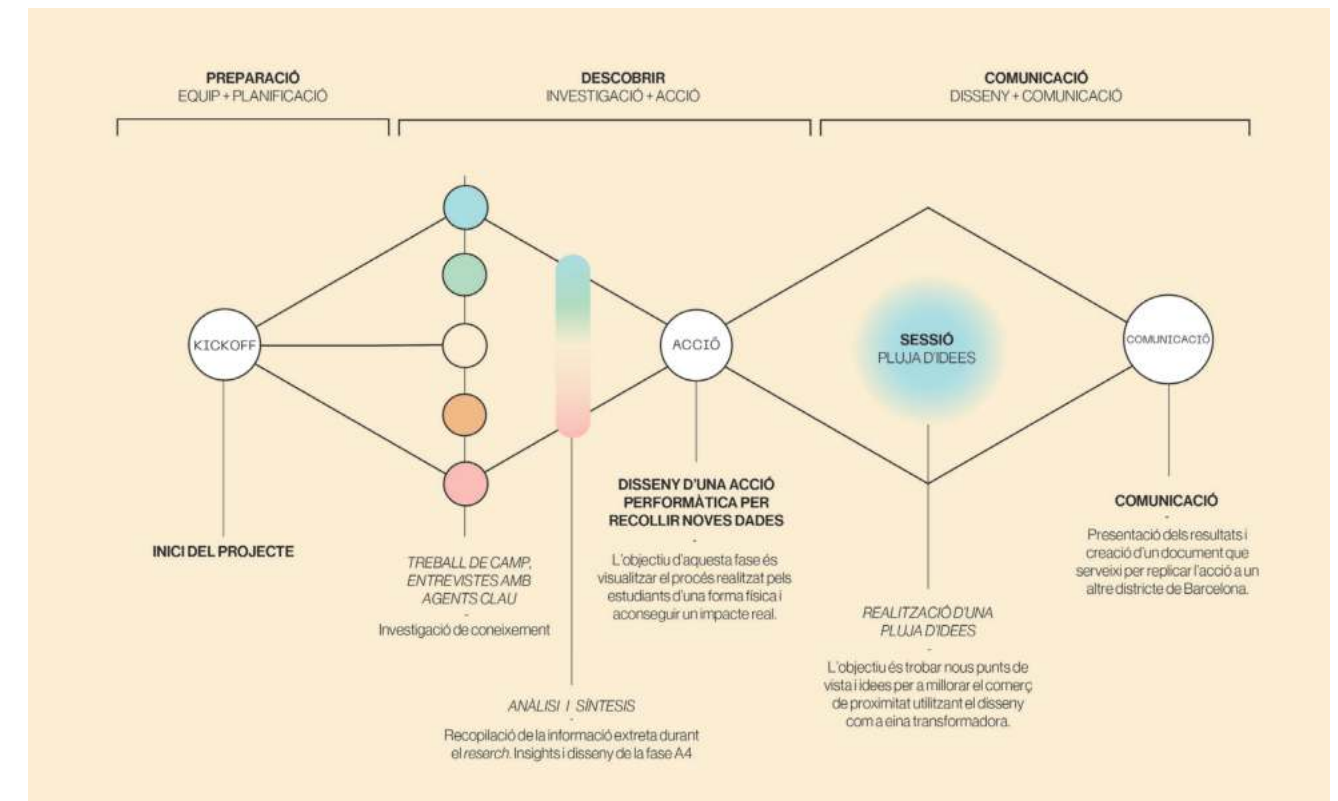 PREPARACIÓ
EQUIP + PLANIFICACIÓ
DESCOBRIR
INVESTIGACIÓ + ACCIÓ
COMUNICACIÓ
DISSENY + COMUNICACIÓ
KICKOFF
ACCIÓ
SESSIÓ
PLUJA D'IDEES
COMUNICACIÓ
INICI DEL PROJECTE
TREBALL DE CAMP,
ENTREVISTES AMB
AGENTS CLAU
-
Investigació de coneixement
ANÀLISI I SÍNTESIS
-
Recopilació de la informació extreta durant
el reserch. Insights i disseny de la fase A4
DISSENY D'UNA ACCIÓ
PERFORMÀTICA PER
RECOLLIR NOVES DADES
-
L'objectiu d'aquesta fase és
visualitzar el procés realitzat pels
estudiants d'una forma física i
aconseguir un impacte real.
REALITZACIÓ D'UNA
PLUJA D'IDEES
-
L'objectiu és trobar nous punts de
vista i idees per a millorar el comerç
de proximitat utilitzant el disseny
com a eina transformadora.
COMUNICACIÓ
-
Presentació dels resultats i
creació d'un document que
serveixi per replicar l'acció a un
altre districte de Barcelona.